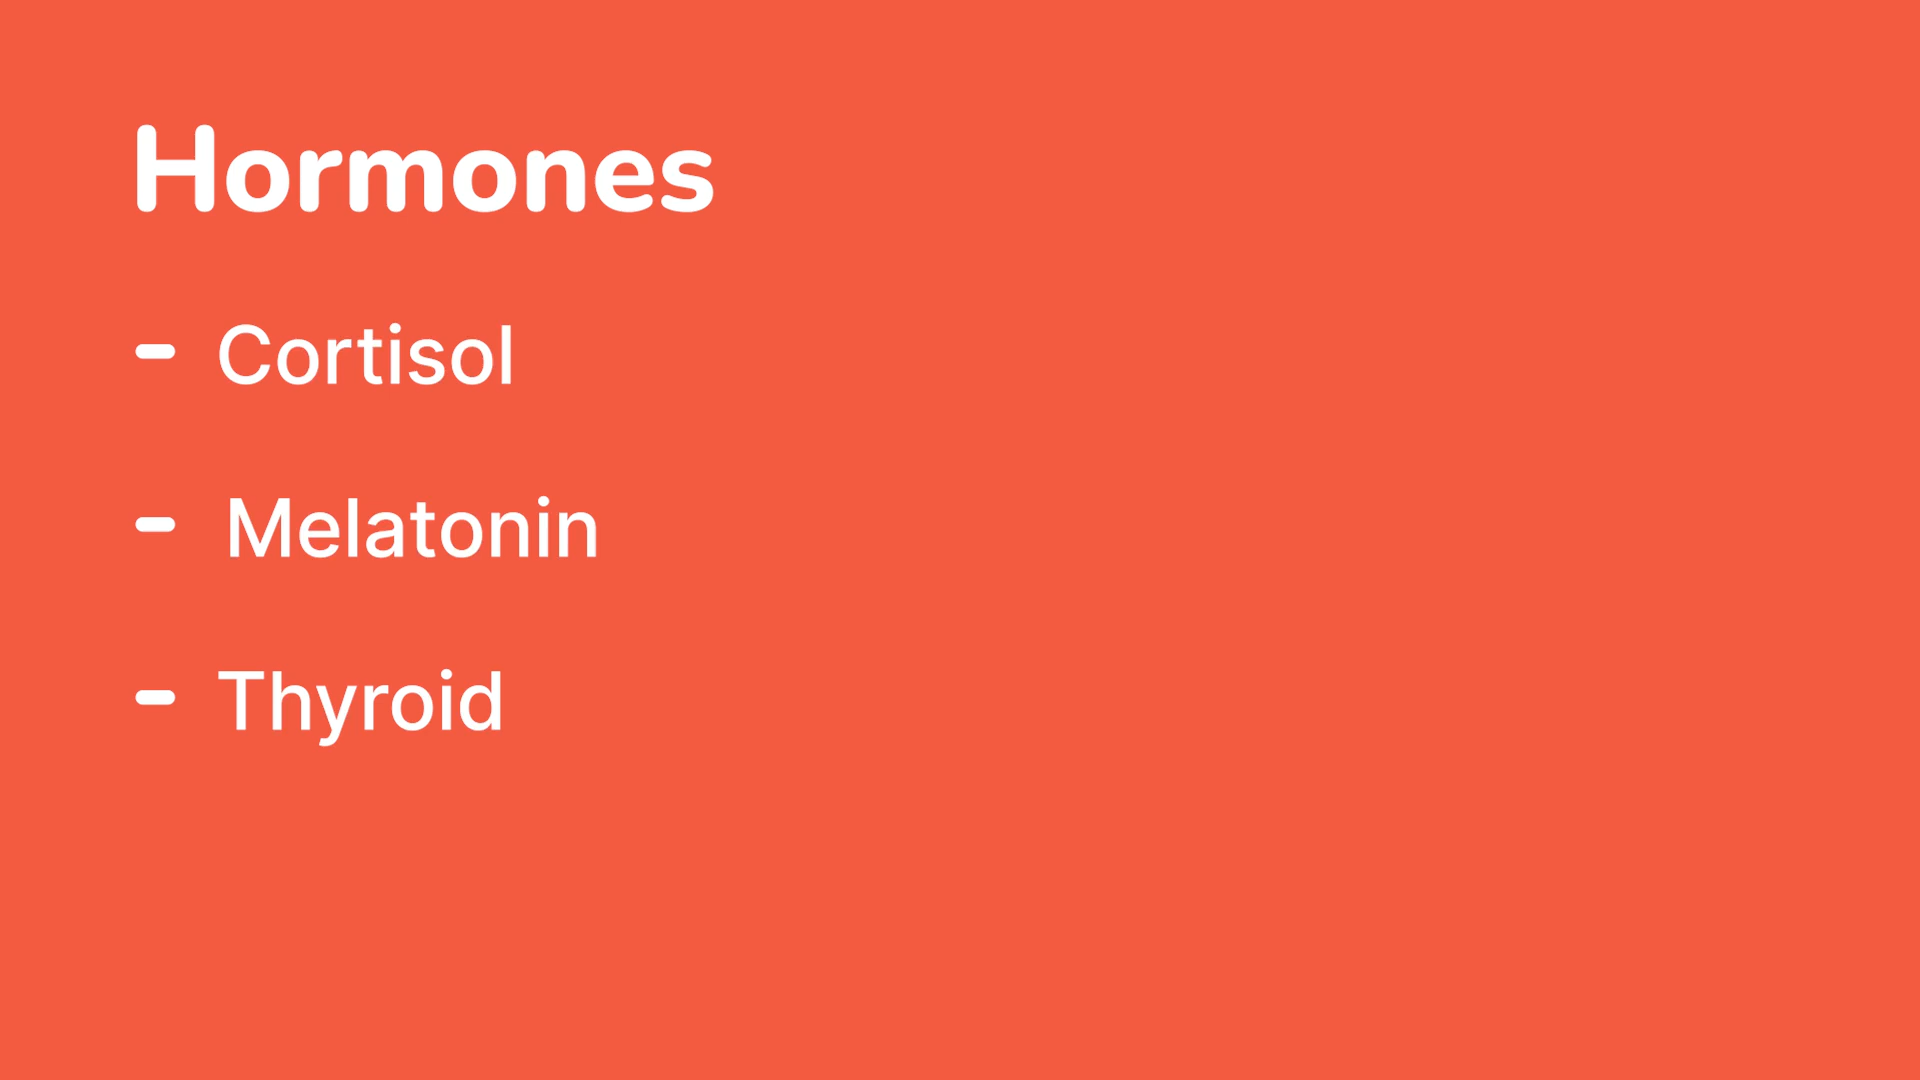 Hormones
- Cortisol
- Melatonin
- Thyroid